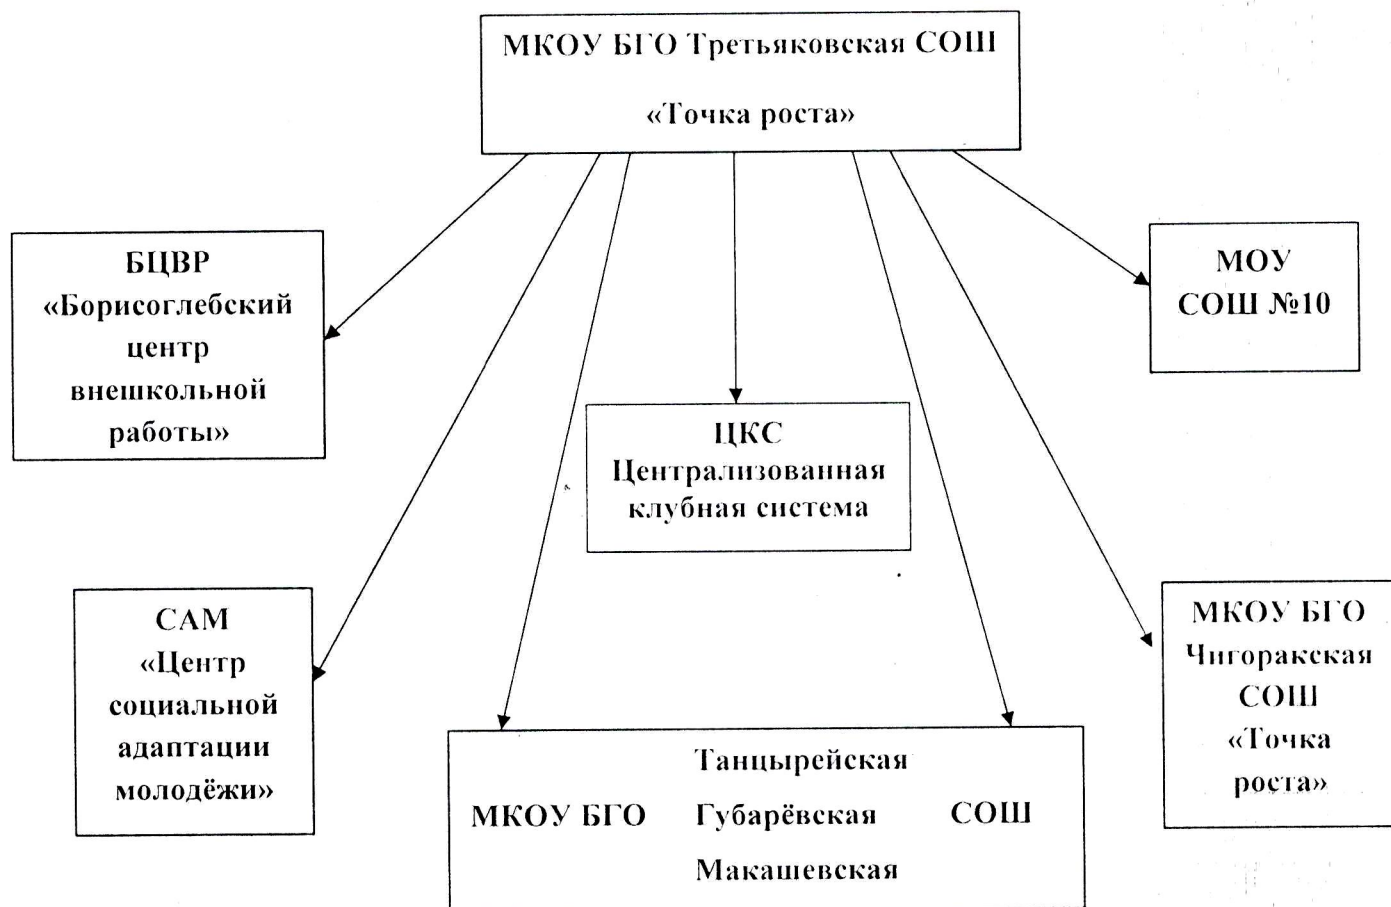 МКОУ БГО Третьяковская СОШ
«Точка роста»
БЦВР
«Борисоглебский
центр
внешкольной
работы»
МОУ
СОШ №10
ЦКС
Централизованная
клубная система
САМ
«Центр
социальной
адаптации
молодёжи»
МКОУ БГО
Чигоракская
СОШ
«Точка
роста»
Танцырейская
МКОУ БГО Губарёвская СОШ
Макашевская